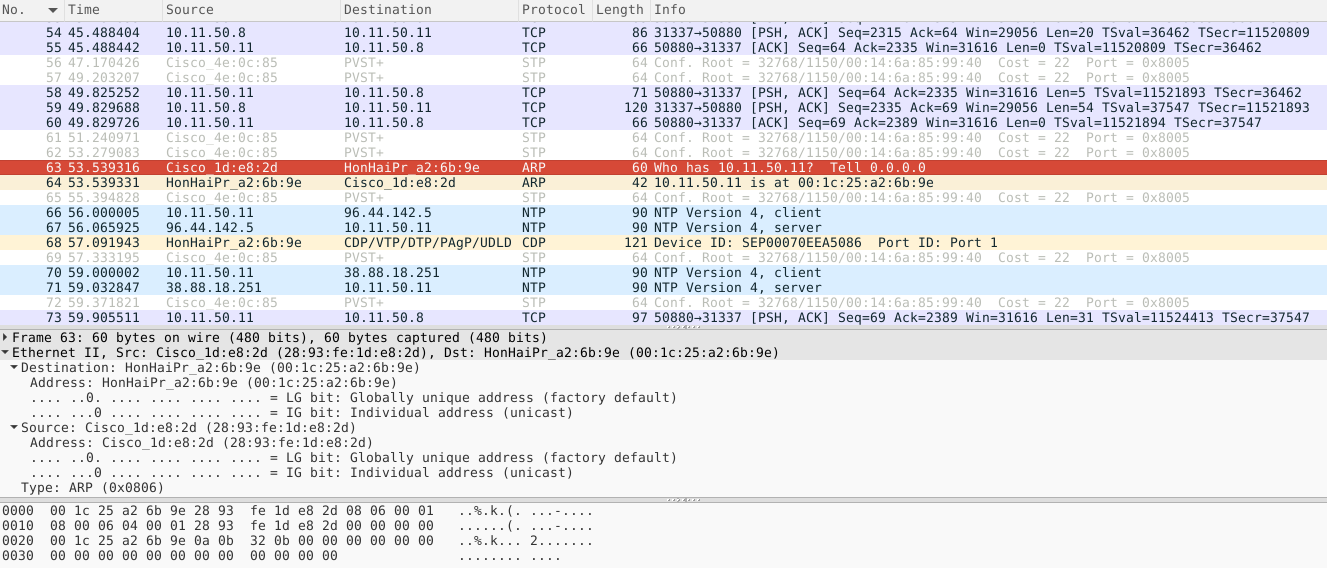 No. Time Source Destination Protocol Length Info
54 45.488404 10.11.50.8 10.11.50.11 TCP 86 31337→50880 [PSH, ACK] Seq=2315 Ack=64 Win=29056 Len=20 TSval=36462 TSecr=11520809
55 45.488442 10.11.50.11 10.11.50.8 TCP 66 50880→31337 [ACK] Seq=64 Ack=2335 Win=31616 Len=0 TSval=11520809 TSecr=36462
56 47.170426 Cisco_4e:0c:85 PVST+ STP 64 Conf. Root = 32768/1150/00:14:6a:85:99:40 Cost = 22 Port = 0x8005
57 49.203207 Cisco_4e:0c:85 PVST+ STP 64 Conf. Root = 32768/1150/00:14:6a:85:99:40 Cost = 22 Port = 0x8005
58 49.825252 10.11.50.11 10.11.50.8 TCP 71 50880→31337 [PSH, ACK] Seq=64 Ack=2335 Win=31616 Len=5 TSval=11521893 TSecr=36462
59 49.829688 10.11.50.8 10.11.50.11 TCP 120 31337→50880 [PSH, ACK] Seq=2335 Ack=69 Win=29056 Len=54 TSval=37547 TSecr=11521893
60 49.829726 10.11.50.11 10.11.50.8 TCP 66 50880→31337 [ACK] Seq=69 Ack=2389 Win=31616 Len=0 TSval=11521894 TSecr=37547
61 51.240971 Cisco_4e:0c:85 PVST+ STP 64 Conf. Root = 32768/1150/00:14:6a:85:99:40 Cost = 22 Port = 0x8005
62 53.279083 Cisco_4e:0c:85 PVST+ STP 64 Conf. Root = 32768/1150/00:14:6a:85:99:40 Cost = 22 Port = 0x8005
63 53.539316 Cisco_1d:e8:2d HonHaiPr_a2:6b:9e ARP 60 Who has 10.11.50.11? Tell 0.0.0.0
64 53.539331 HonHaiPr_a2:6b:9e Cisco_1d:e8:2d ARP 42 10.11.50.11 is at 00:1c:25:a2:6b:9e
65 55.394828 Cisco_4e:0c:85 PVST+ STP 64 Conf. Root = 32768/1150/00:14:6a:85:99:40 Cost = 22 Port = 0x8005
66 56.000005 10.11.50.11 96.44.142.5 NTP 90 NTP Version 4, client
67 56.065925 96.44.142.5 10.11.50.11 NTP 90 NTP Version 4, server
68 57.091943 HonHaiPr_a2:6b:9e CDP/VTP/DTP/PAgP/UDLD CDP 121 Device ID: SEP00070EEA5086 Port ID: Port 1
69 57.333195 Cisco_4e:0c:85 PVST+ STP 64 Conf. Root = 32768/1150/00:14:6a:85:99:40 Cost = 22 Port = 0x8005
70 59.000002 10.11.50.11 38.88.18.251 NTP 90 NTP Version 4, client
71 59.032847 38.88.18.251 10.11.50.11 NTP 90 NTP Version 4, server
72 59.371821 Cisco_4e:0c:85 PVST+ STP 64 Conf. Root = 32768/1150/00:14:6a:85:99:40 Cost = 22 Port = 0x8005
73 59.905511 10.11.50.11 10.11.50.8 TCP 97 50880→31337 [PSH, ACK] Seq=69 Ack=2389 Win=31616 Len=31 TSval=11524413 TSecr=37547
Frame 63: 60 bytes on wire (480 bits), 60 bytes captured (480 bits)
Ethernet II, Src: Cisco_1d:e8:2d (28:93:fe:1d:e8:2d), Dst: HonHaiPr_a2:6b:9e (00:1c:25:a2:6b:9e)
Destination: HonHaiPr_a2:6b:9e (00:1c:25:a2:6b:9e)
Address: HonHaiPr_a2:6b:9e (00:1c:25:a2:6b:9e)
.... ..0. .... .... .... .... = LG bit: Globally unique address (factory default)
.... ...0 .... .... .... .... = IG bit: Individual address (unicast)
Source: Cisco_1d:e8:2d (28:93:fe:1d:e8:2d)
Address: Cisco_1d:e8:2d (28:93:fe:1d:e8:2d)
.... ..0. .... .... .... .... = LG bit: Globally unique address (factory default)
.... ...0 .... .... .... .... = IG bit: Individual address (unicast)
Type: ARP (0x0806)
0000 00 1c 25 a2 6b 9e 28 93 fe 1d e8 2d 08 06 00 01 ..%.k.(. ...-....
0010 08 00 06 04 00 01 28 93 fe 1d e8 2d 00 00 00 00 ......(. ...-....
0020 00 1c 25 a2 6b 9e 0a 0b 32 0b 00 00 00 00 00 00 ..%.k... 2.......
0030 00 00 00 00 00 00 00 00 00 00 00 00 ........ ....